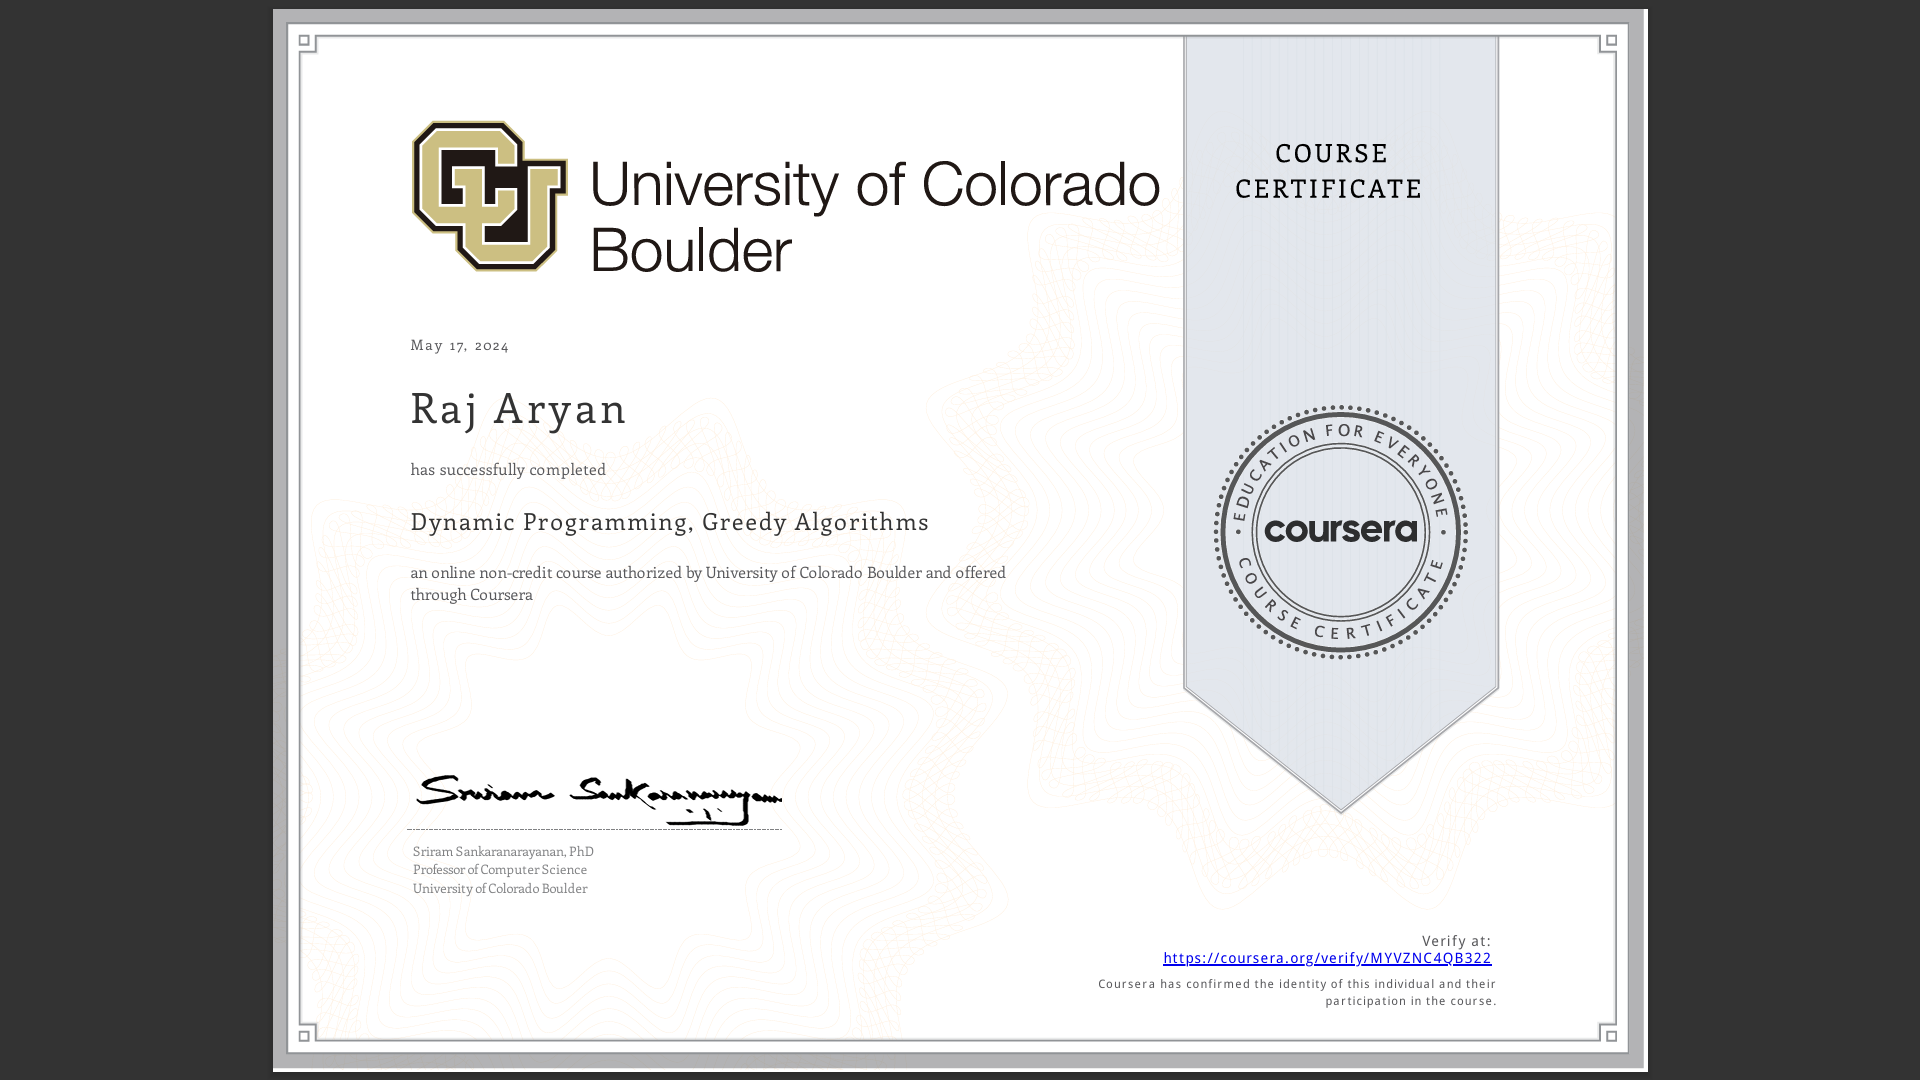 CU
University of Colorado
Boulder
COURSE
CERTIFICATE
May 17, 2024
Raj Aryan
has successfully completed
Dynamic Programming, Greedy Algorithms
an online non-credit course authorized by University of Colorado Boulder and offered
through Coursera
EDUCATION FOR EVERYONE
coursera
COURSE CERTIFICATE
Sriram Sankaranarayanan
Sriram Sankaranarayanan, PhD
Professor of Computer Science
University of Colorado Boulder
Verify at:
https://coursera.org/verify/MYVZNC4QB322
Coursera has confirmed the identity of this individual and their
participation in the course.